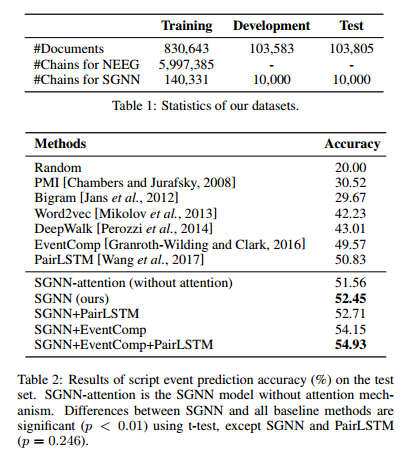 Training Development Test
#Documents 830,643 103,583 103,805
#Chains for NEEG 5,997,385 - -
#Chains for SGNN 140,331 10,000 10,000
Table 1: Statistics of our datasets.
Methods Accuracy
Random 20.00
PMI [Chambers and Jurafsky, 2008] 30.52
Bigram [Jans et al., 2012] 29.67
Word2vec [Mikolov et al., 2013] 42.23
DeepWalk [Perozzi et al., 2014] 43.01
EventComp [Granroth-Wilding and Clark, 2016] 49.57
PairLSTM [Wang et al., 2017] 50.83
SGNN-attention (without attention) 51.56
SGNN (ours) 52.45
SGNN+PairLSTM 52.71
SGNN+EventComp 54.15
SGNN+EventComp+PairLSTM 54.93
Table 2: Results of script event prediction accuracy (%) on the test
set. SGNN-attention is the SGNN model without attention mech-
anism. Differences between SGNN and all baseline methods are
significant (p < 0.01) using t-test, except SGNN and PairLSTM
(p = 0.246).